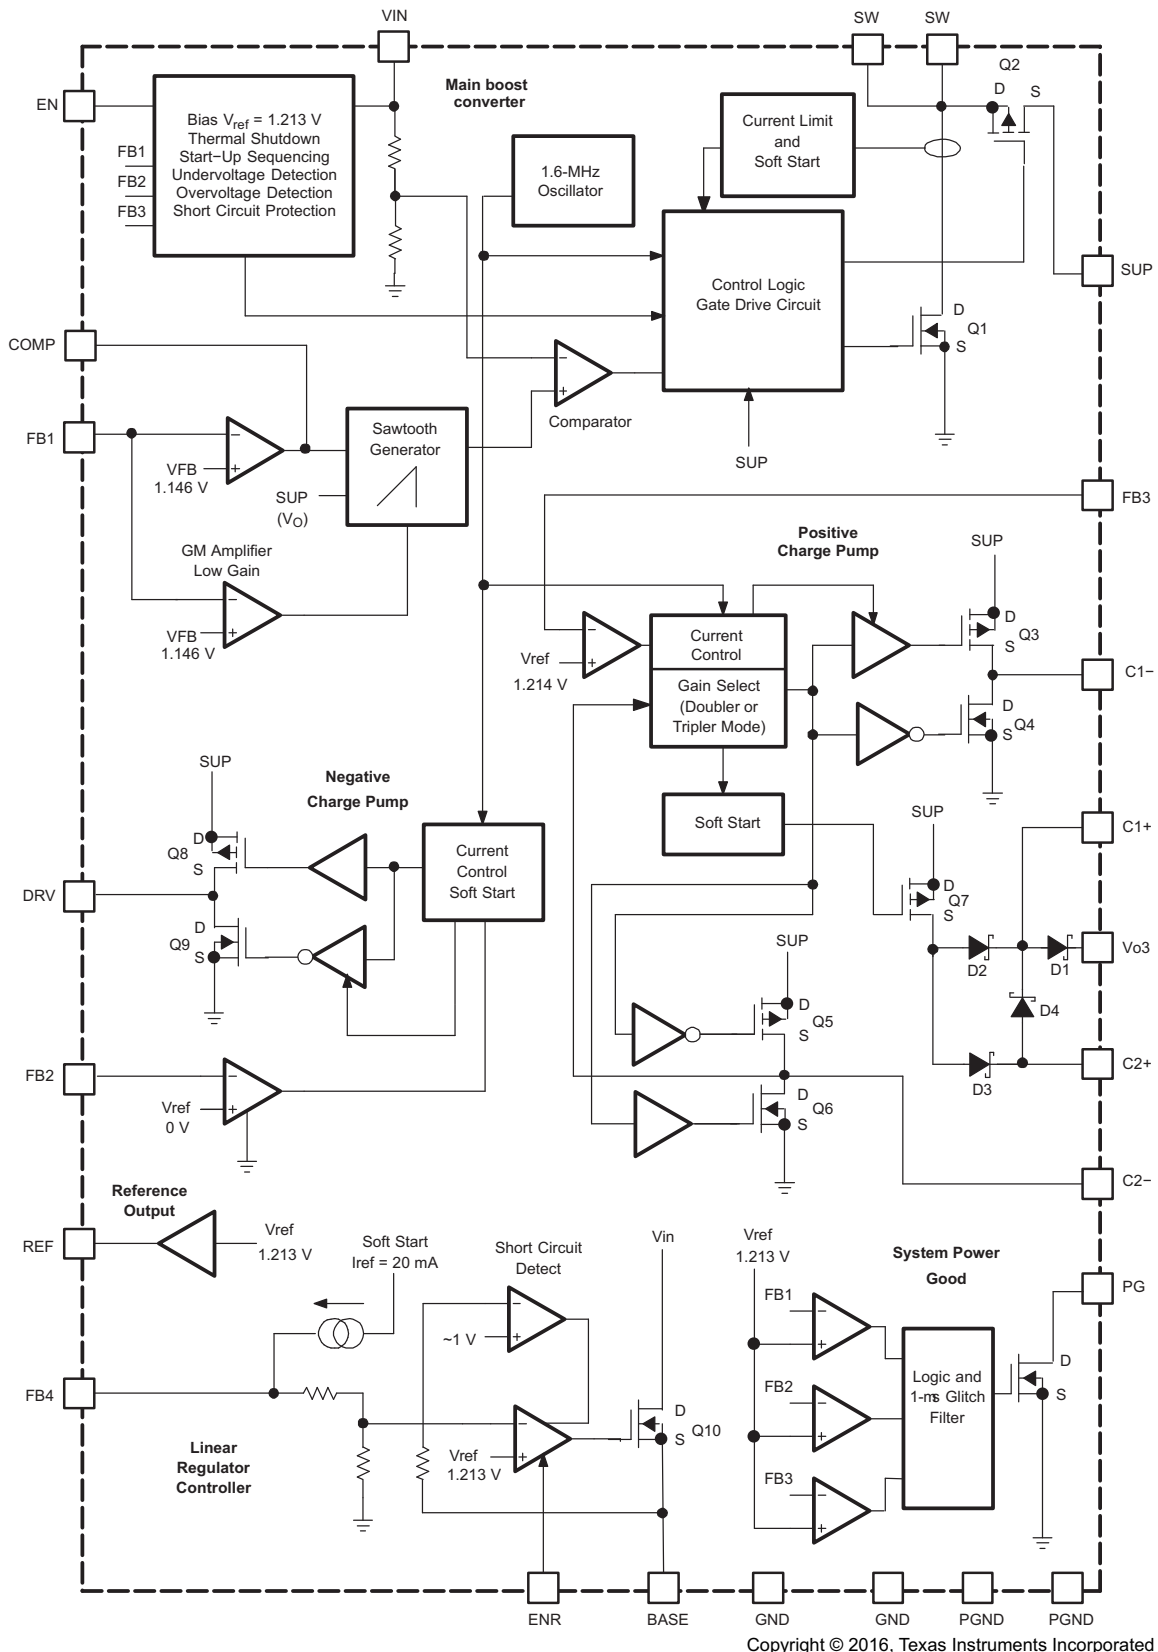 VIN
SW
SW
Q2
D
S
EN
Main boost
converter
Bias Vref = 1.213 V
Thermal Shutdown
Start−Up Sequencing
Undervoltage Detection
Overvoltage Detection
Short Circuit Protection
FB1
FB2
FB3
1.6-MHz
Oscillator
Current Limit
and
Soft Start
SUP
Control Logic
Gate Drive Circuit
D
Q1
S
COMP
Comparator
−
+
FB1
−
+
VFB
1.146 V
Sawtooth
Generator
SUP
(VO)
SUP
FB3
GM Amplifier
Low Gain
−
+
VFB
1.146 V
Positive
Charge Pump
SUP
−
+
Vref
1.214 V
Current
Control
Gain Select
(Doubler or
Tripler Mode)
D
Q3
S
C1−
D
Q4
S
Soft Start
SUP
C1+
Negative
Charge Pump
SUP
D
Q8
S
Current
Control
Soft Start
DRV
D
Q9
S
D
Q7
S
SUP
D2
D1
Vo3
D4
D
Q5
S
D3
C2+
FB2
−
+
Vref
0 V
D
Q6
S
C2−
Reference
Output
REF
Vref
1.213 V
Soft Start
Iref = 20 mA
Short Circuit
Detect
−
+
~1 V
Vin
Vref
1.213 V
System Power
Good
PG
FB1
−
+
FB2
−
+
FB3
−
+
Logic and
1-ms Glitch
Filter
D
S
FB4
−
+
Vref
1.213 V
D
Q10
S
Linear
Regulator
Controller
ENR
BASE
GND
GND
PGND
PGND
Copyright © 2016, Texas Instruments Incorporated